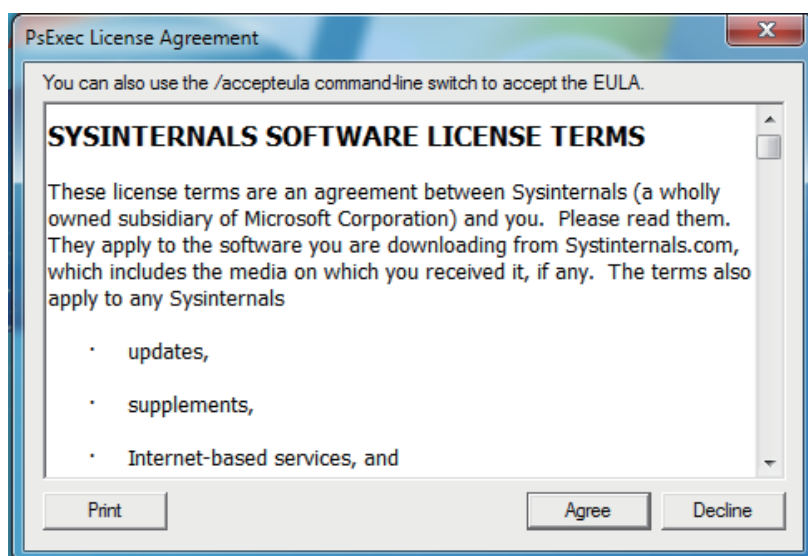 PsExec License Agreement
You can also use the /accepteula command-line switch to accept the EULA.
SYSINTERNALS SOFTWARE LICENSE TERMS
These license terms are an agreement between Sysinternals (a wholly
owned subsidiary of Microsoft Corporation) and you.  Please read them.
They apply to the software you are downloading from Systinternals.com,
which includes the media on which you received it, if any.  The terms also
apply to any Sysinternals
· updates,
· supplements,
· Internet-based services, and
Print Agree Decline